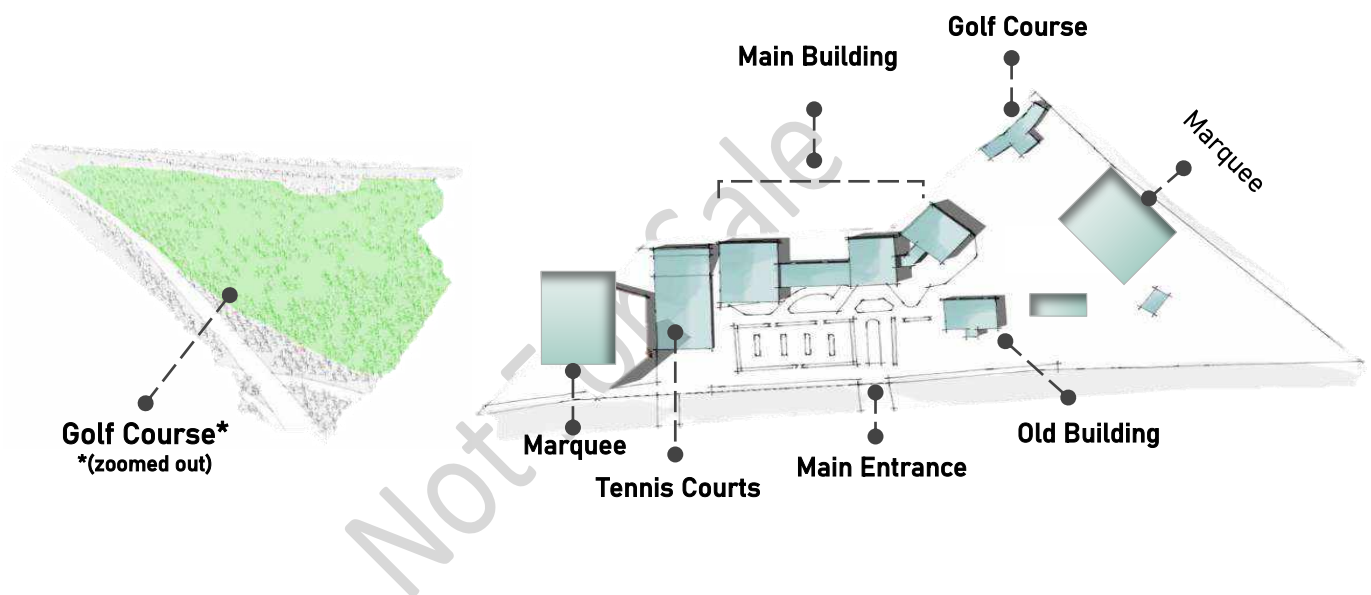 Golf Course
Main Building
Marquee
Golf Course*
*(zoomed out)
Marquee
Tennis Courts
Main Entrance
Old Building
Not For Sale